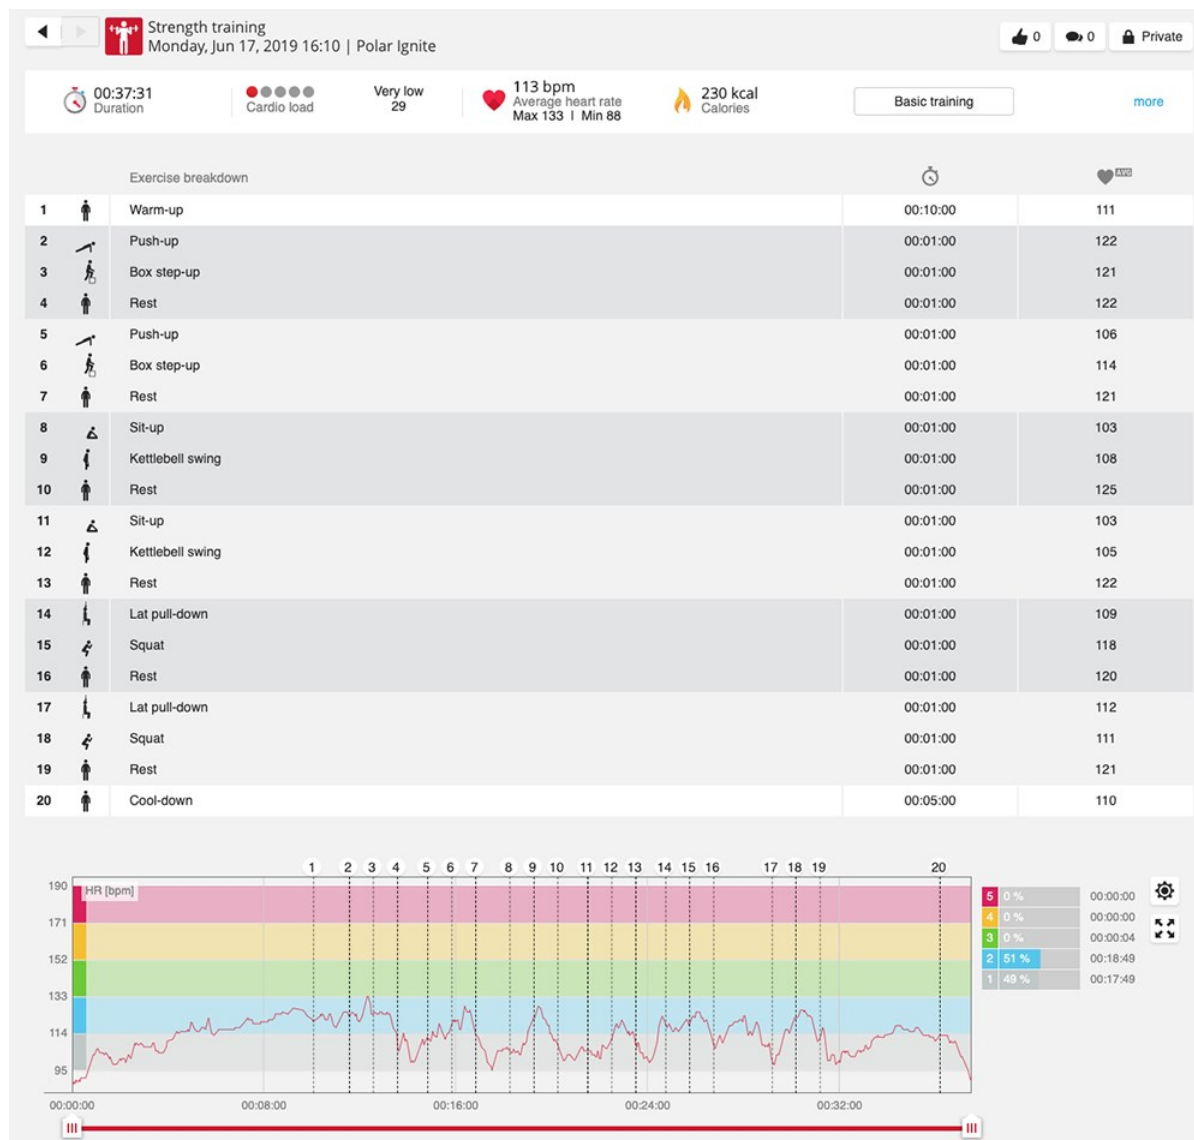 Strength training
Monday, Jun 17, 2019 16:10 | Polar Ignite
0
0
Private
00:37:31
Duration
Cardio load
Very low
29
113 bpm
Average heart rate
Max 133 | Min 88
230 kcal
Calories
Basic training
more
Exercise breakdown
AVG
1 Warm-up 00:10:00 111
2 Push-up 00:01:00 122
3 Box step-up 00:01:00 121
4 Rest 00:01:00 122
5 Push-up 00:01:00 106
6 Box step-up 00:01:00 114
7 Rest 00:01:00 121
8 Sit-up 00:01:00 103
9 Kettlebell swing 00:01:00 108
10 Rest 00:01:00 125
11 Sit-up 00:01:00 103
12 Kettlebell swing 00:01:00 105
13 Rest 00:01:00 122
14 Lat pull-down 00:01:00 109
15 Squat 00:01:00 118
16 Rest 00:01:00 120
17 Lat pull-down 00:01:00 112
18 Squat 00:01:00 111
19 Rest 00:01:00 121
20 Cool-down 00:05:00 110
1 2 3 4 5 6 7 8 9 10 11 12 13 14 15 16 17 18 19 20
HR [bpm]
190
171
152
133
114
95
00:00:00 00:08:00 00:16:00 00:24:00 00:32:00
5 0 % 00:00:00
4 0 % 00:00:00
3 0 % 00:00:04
2 51 % 00:18:49
1 49 % 00:17:49